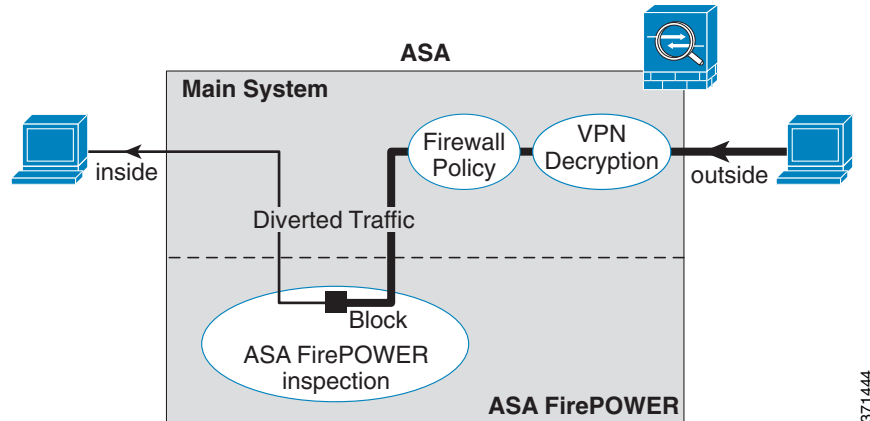 ASA
Main System
Firewall
Policy
VPN
Decryption
inside
outside
Diverted Traffic
Block
ASA FirePOWER
inspection
ASA FirePOWER
371444